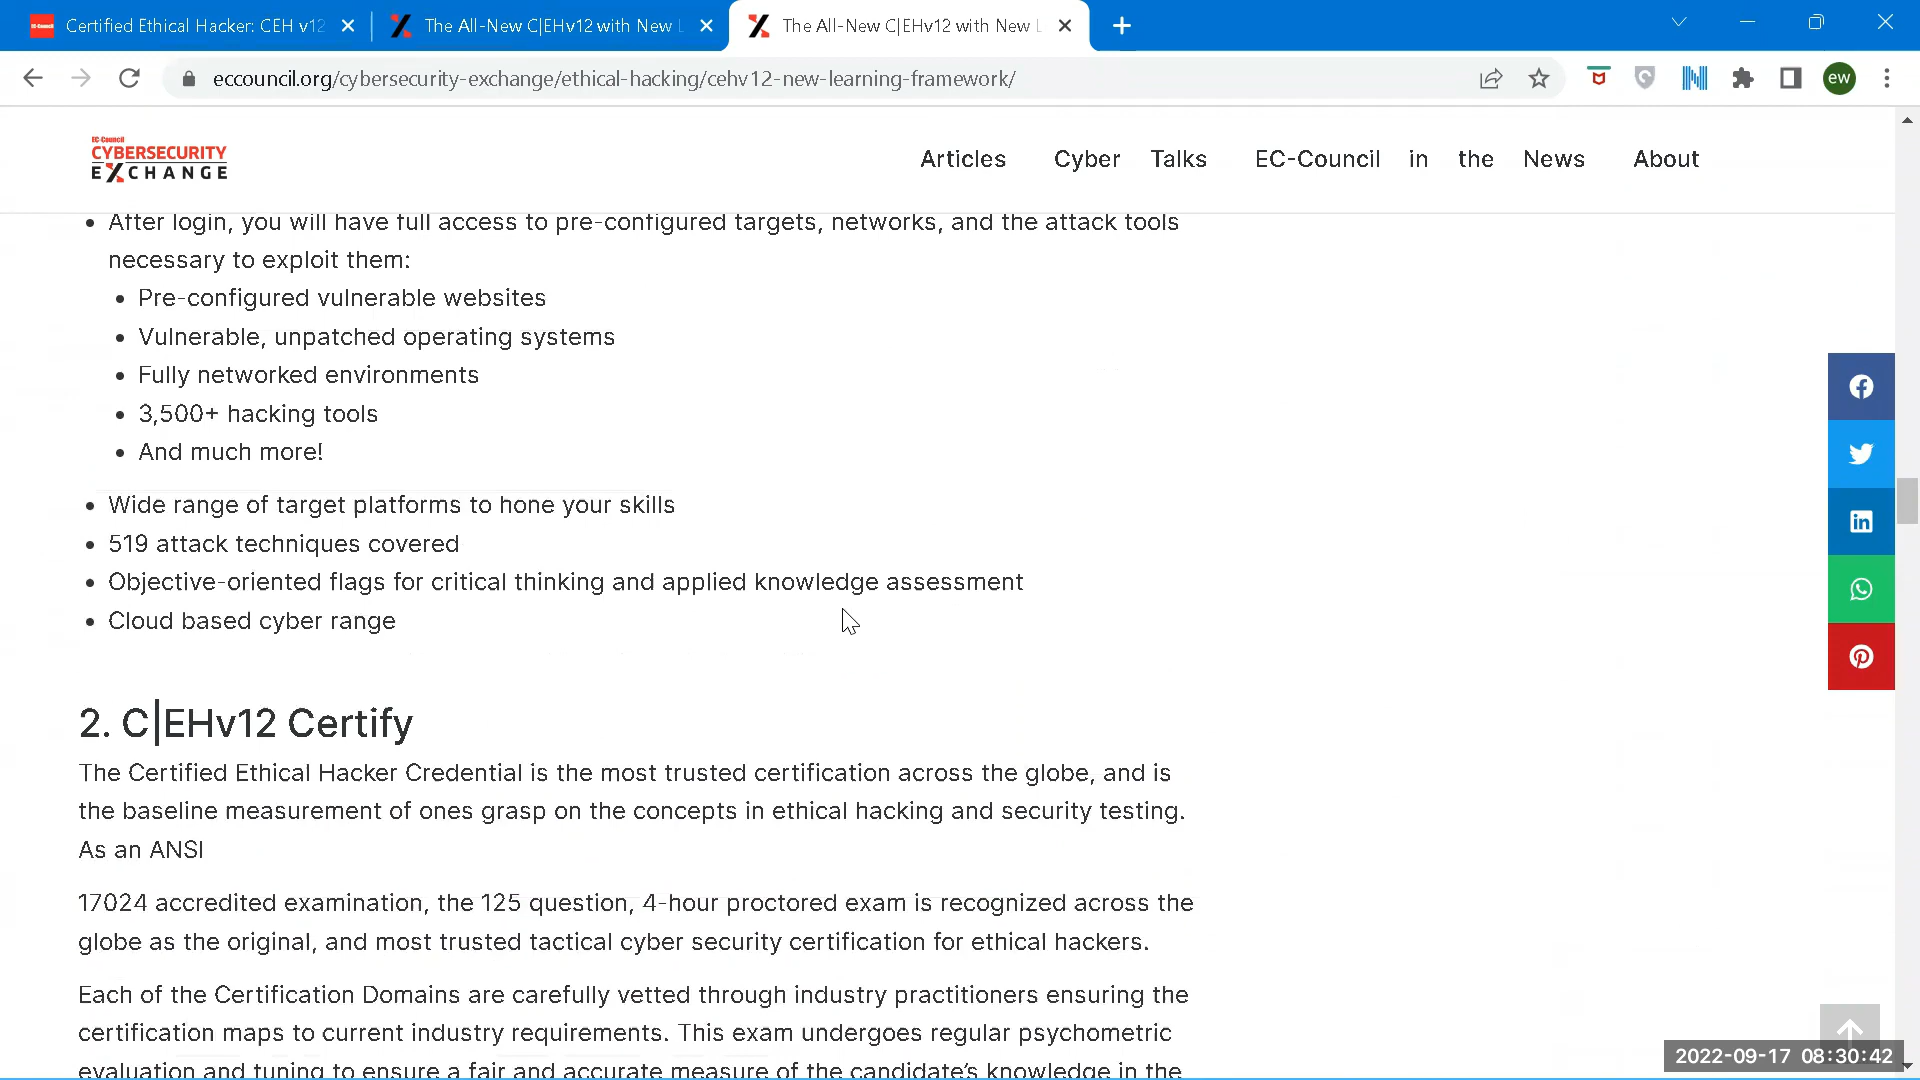 Certified Ethical Hacker: CEH v12
The All-New C|EHv12 with New L
The All-New C|EHv12 with New L
eccouncil.org/cybersecurity-exchange/ethical-hacking/cehv12-new-learning-framework/
ew
EC-Council
CYBERSECURITY
EXCHANGE
Articles Cyber Talks EC-Council in the News About
After login, you will have full access to pre-configured targets, networks, and the attack tools
necessary to exploit them:
Pre-configured vulnerable websites
Vulnerable, unpatched operating systems
Fully networked environments
3,500+ hacking tools
And much more!
Wide range of target platforms to hone your skills
519 attack techniques covered
Objective-oriented flags for critical thinking and applied knowledge assessment
Cloud based cyber range
2. C|EHv12 Certify
The Certified Ethical Hacker Credential is the most trusted certification across the globe, and is
the baseline measurement of ones grasp on the concepts in ethical hacking and security testing.
As an ANSI
17024 accredited examination, the 125 question, 4-hour proctored exam is recognized across the
globe as the original, and most trusted tactical cyber security certification for ethical hackers.
Each of the Certification Domains are carefully vetted through industry practitioners ensuring the
certification maps to current industry requirements. This exam undergoes regular psychometric
evaluation and tuning to ensure a fair and accurate measure of the candidate's knowledge in the
2022-09-17 08:30:42